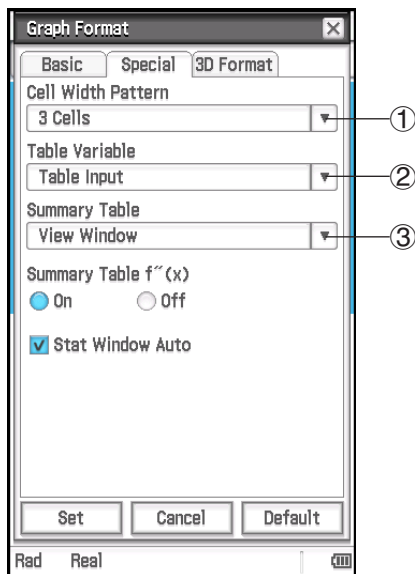 Graph Format
Basic Special 3D Format
Cell Width Pattern
3 Cells ①
Table Variable
Table Input ②
Summary Table
View Window ③
Summary Table f″(x)
On Off
Stat Window Auto
Set Cancel Default
Rad Real